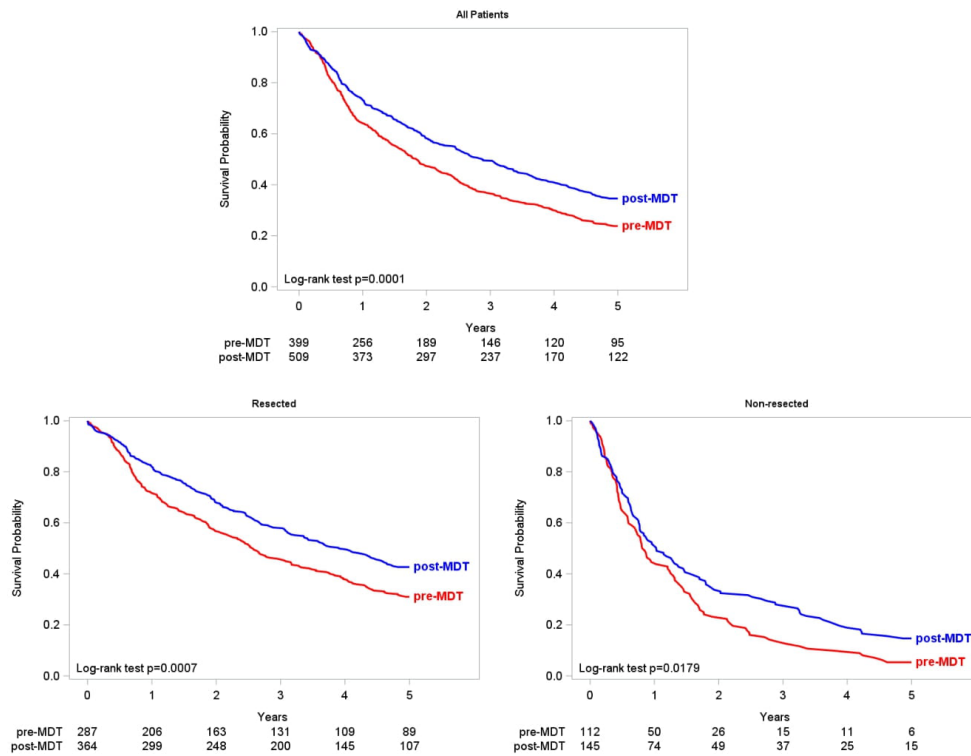 All Patients
1.0
0.8
0.6
0.4
0.2
0.0
Survival Probability
post-MDT
pre-MDT
Log-rank test p=0.0001
0 1 2 3 4 5
Years
pre-MDT 399 256 189 146 120 95
post-MDT 509 373 297 237 170 122
Resected
1.0
0.8
0.6
0.4
0.2
0.0
Survival Probability
post-MDT
pre-MDT
Log-rank test p=0.0007
0 1 2 3 4 5
Years
pre-MDT 287 206 163 131 109 89
post-MDT 364 299 248 200 145 107
Non-resected
1.0
0.8
0.6
0.4
0.2
0.0
Survival Probability
post-MDT
pre-MDT
Log-rank test p=0.0179
0 1 2 3 4 5
Years
pre-MDT 112 50 26 15 11 6
post-MDT 145 74 49 37 25 15